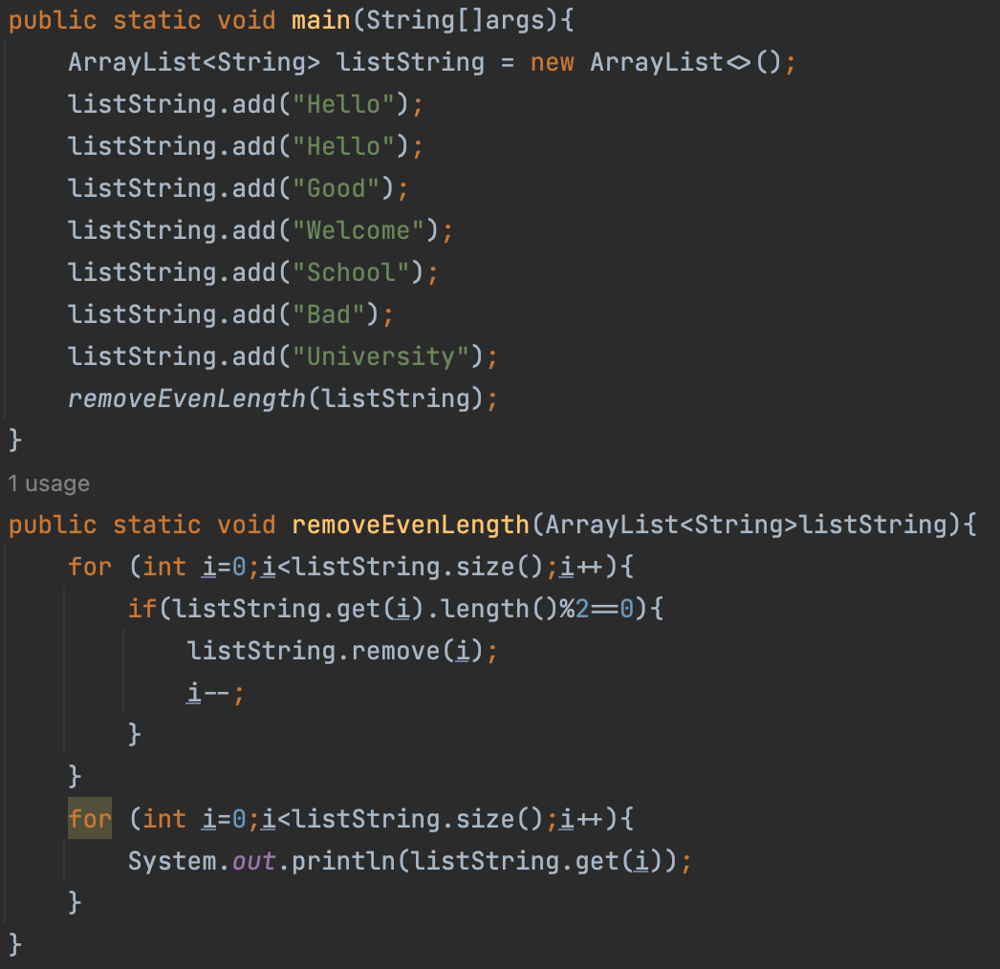 public static void main(String[]args){
    ArrayList<String> listString = new ArrayList<>();
    listString.add("Hello");
    listString.add("Hello");
    listString.add("Good");
    listString.add("Welcome");
    listString.add("School");
    listString.add("Bad");
    listString.add("University");
    removeEvenLength(listString);
}
1 usage
public static void removeEvenLength(ArrayList<String>listString){
    for (int i=0;i<listString.size();i++){
        if(listString.get(i).length()%2==0){
            listString.remove(i);
            i--;
        }
    }
    for (int i=0;i<listString.size();i++){
        System.out.println(listString.get(i));
    }
}